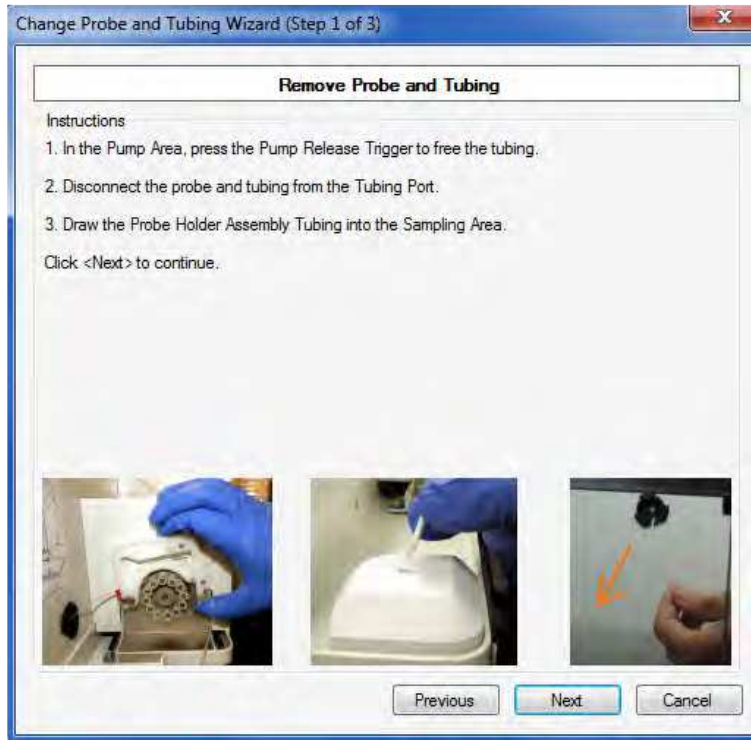 Change Probe and Tubing Wizard (Step 1 of 3)
Remove Probe and Tubing
Instructions
1. In the Pump Area, press the Pump Release Trigger to free the tubing.
2. Disconnect the probe and tubing from the Tubing Port.
3. Draw the Probe Holder Assembly Tubing into the Sampling Area.
Click <Next> to continue.
Previous Next Cancel